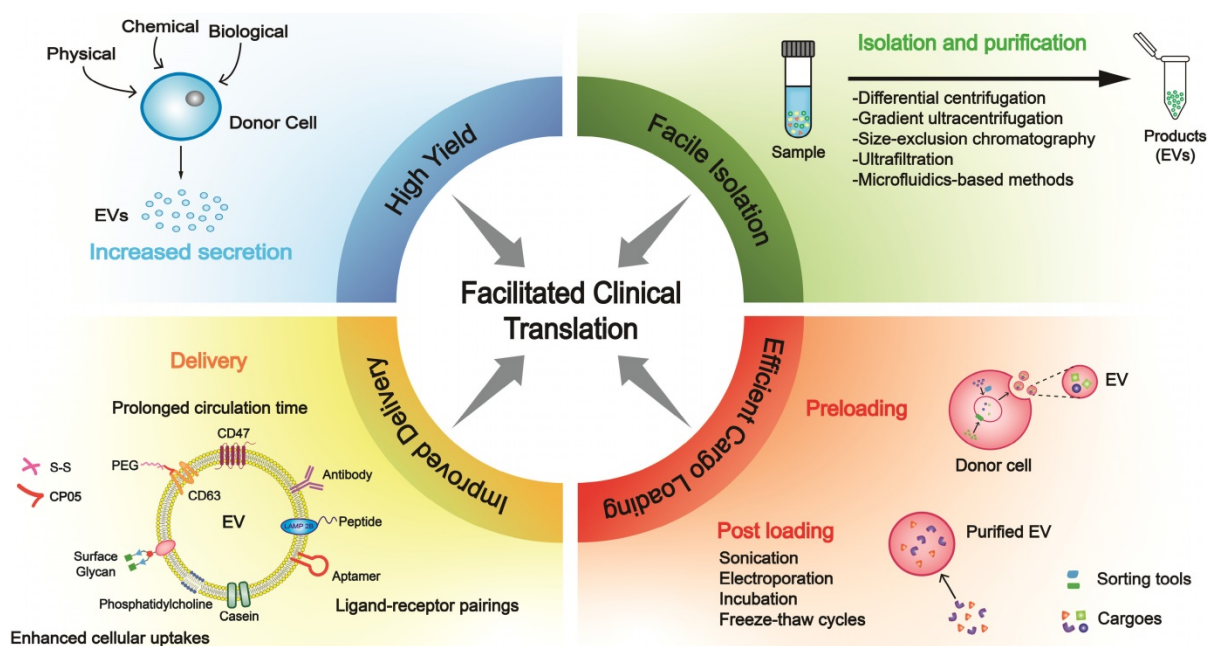 Physical
Chemical
Biological
Donor Cell
EVs
Increased secretion
High Yield
Facile Isolation
Isolation and purification
Sample
-Differential centrifugation
-Gradient ultracentrifugation
-Size-exclusion chromatography
-Ultrafiltration
-Microfluidics-based methods
Products
(EVs)
Facilitated Clinical
Translation
Improved Delivery
Efficient Cargo Loading
Delivery
Prolonged circulation time
S-S
CP05
PEG
CD47
CD63
Antibody
EV
LAMP 2B
Peptide
Surface
Glycan
Aptamer
Phosphatidylcholine
Casein
Ligand-receptor pairings
Enhanced cellular uptakes
Preloading
EV
Donor cell
Post loading
Sonication
Electroporation
Incubation
Freeze-thaw cycles
Purified EV
Sorting tools
Cargoes